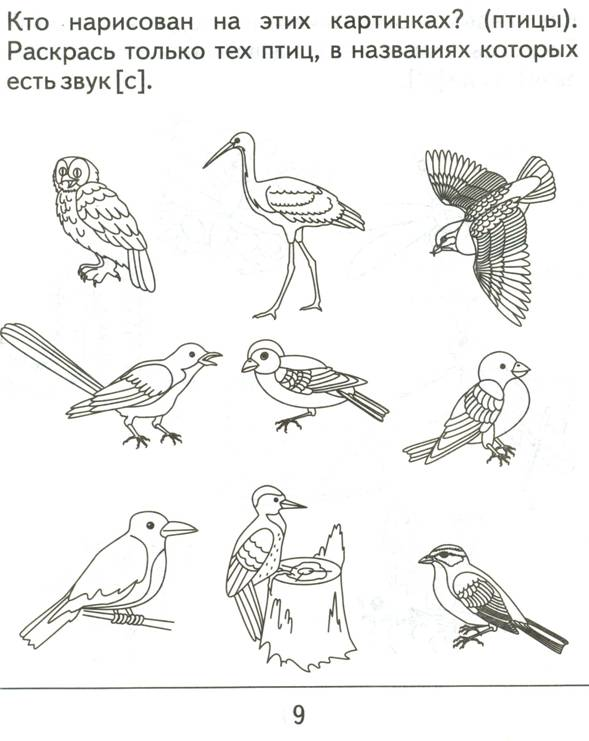 Кто нарисован на этих картинках? (птицы).
Раскрась только тех птиц, в названиях которых
есть звук [с].
9